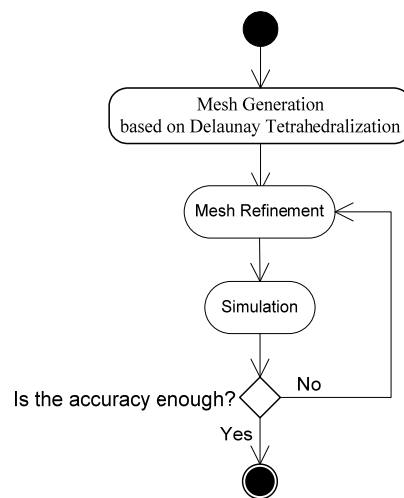 Mesh Generation
based on Delaunay Tetrahedralization
Mesh Refinement
Simulation
Is the accuracy enough?
No
Yes